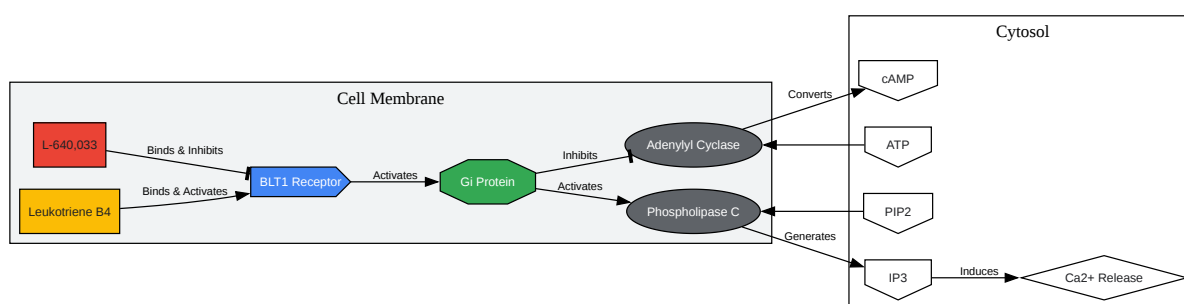 Cytosol
Cell Membrane
cAMP
Converts
L-640,033
Binds & Inhibits
Inhibits
Adenylyl Cyclase
ATP
BLT1 Receptor
Activates
Gi Protein
Binds & Activates
Activates
Leukotriene B4
Phospholipase C
PIP2
Generates
IP3
Induces
Ca2+ Release